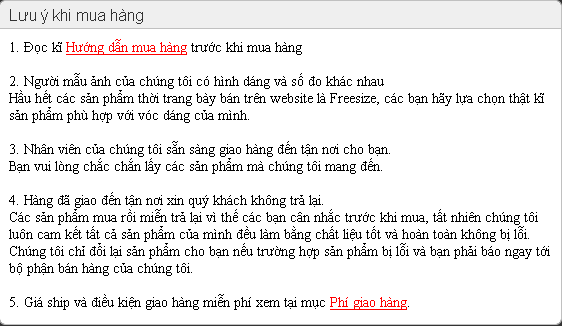 Lưu ý khi mua hàng
1. Đọc kĩ Hướng dẫn mua hàng trước khi mua hàng
2. Người mẫu ảnh của chúng tôi có hình dáng và số đo khác nhau
Hầu hết các sản phẩm thời trang bày bán trên website là Freesize, các bạn hãy lựa chọn thật kĩ
sản phẩm phù hợp với vóc dáng của mình.
3. Nhân viên của chúng tôi sẵn sàng giao hàng đến tận nơi cho bạn.
Bạn vui lòng chắc chắn lấy các sản phẩm mà chúng tôi mang đến.
4. Hàng đã giao đến tận nơi xin quý khách không trả lại.
Các sản phẩm mua rồi miễn trả lại vì thế các bạn cân nhắc trước khi mua, tất nhiên chúng tôi
luôn cam kết tất cả sản phẩm của mình đều làm bằng chất liệu tốt và hoàn toàn không bị lỗi.
Chúng tôi chỉ đổi lại sản phẩm cho bạn nếu trường hợp sản phẩm bị lỗi và bạn phải báo ngay tới
bộ phận bán hàng của chúng tôi.
5. Giá ship và điều kiện giao hàng miễn phí xem tại mục Phí giao hàng.